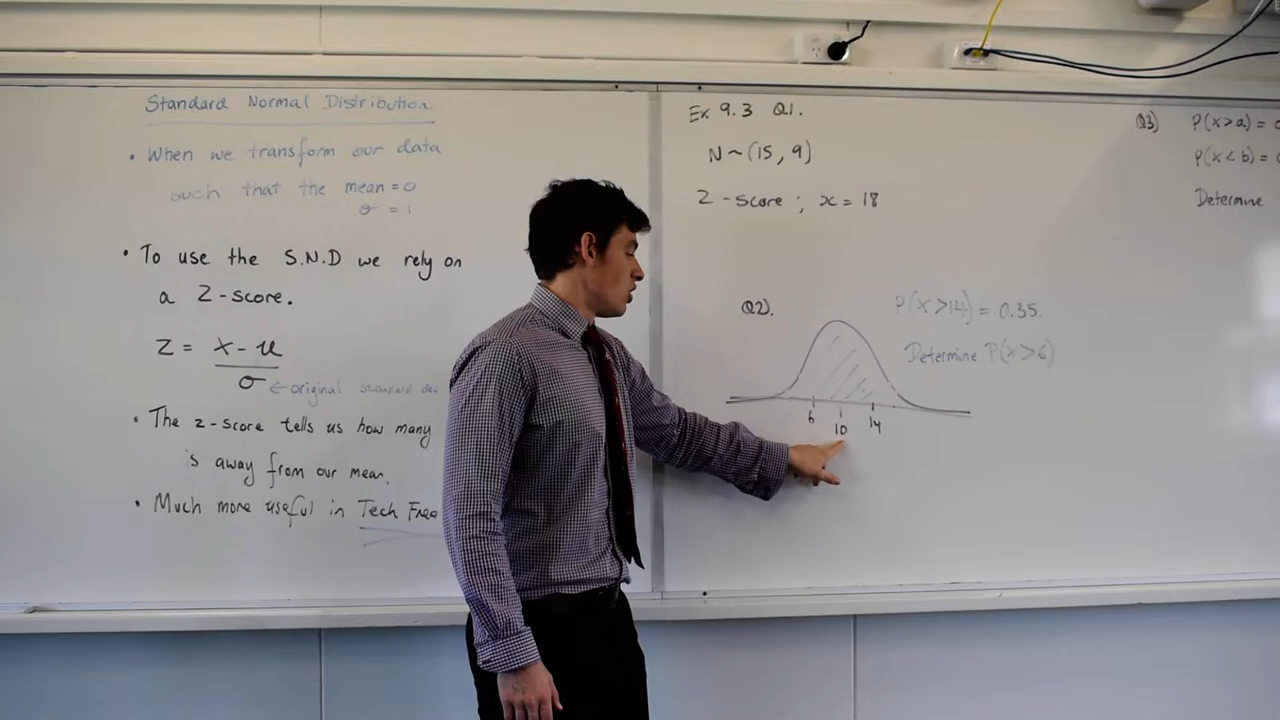 Standard Normal Distribution.
• When we transform our data
such that the mean = 0
σ = 1
• To use the S.N.D we rely on
a Z-score.
Z = x - u
σ ← original standard dev
• The z-score tells us how many
is away from our mean.
• Much more useful in Tech Free
Ex 9.3 Q1.
N ~ (15, 9)
Z-score ; x = 18
Q2).
P(X>14) = 0.35.
Determine P(X>6)
6 10 14
Q3) P(x>a) =
P(x<b) =
Determine